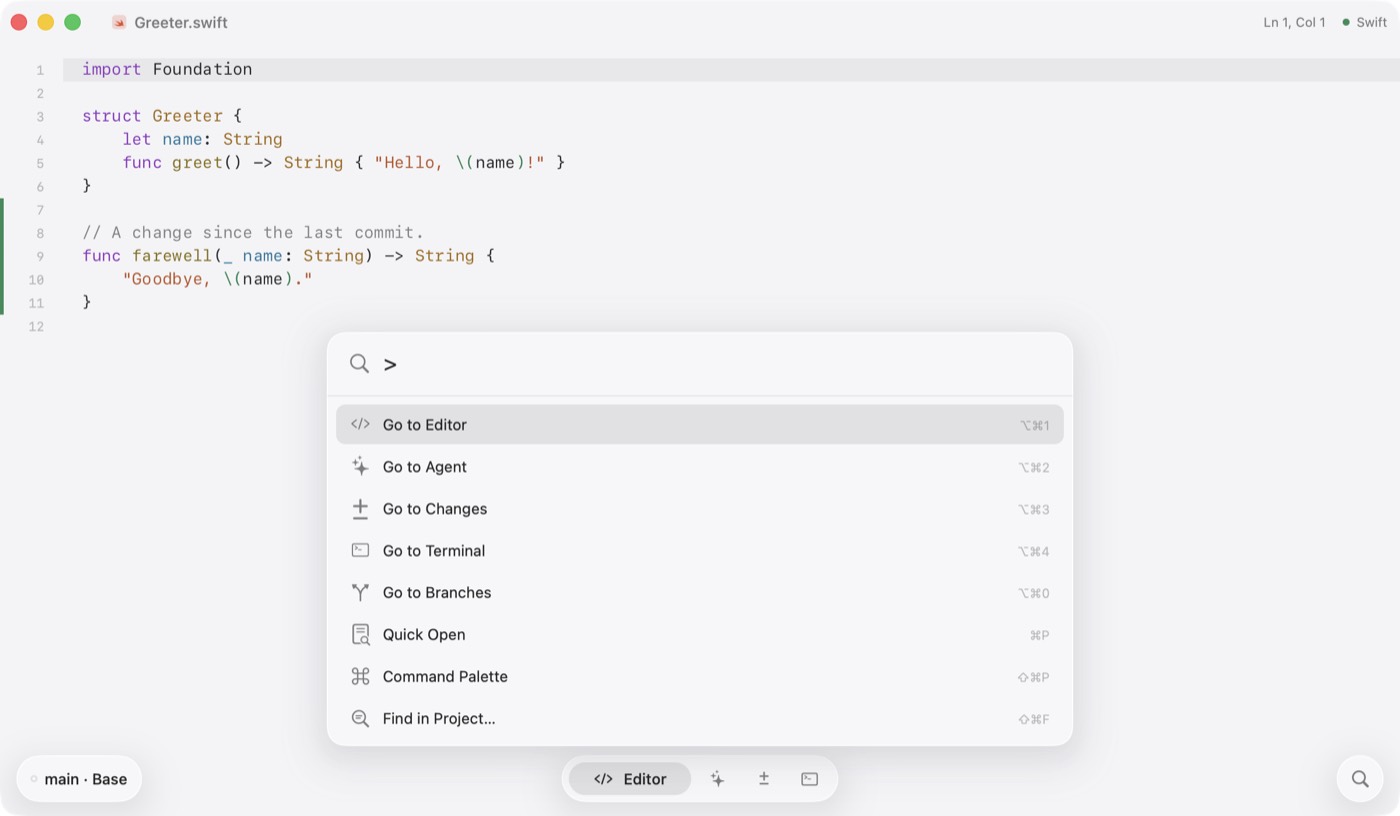 Greeter.swift
Ln 1, Col 1
Swift
1 import Foundation
2
3 struct Greeter {
4     let name: String
5     func greet() -> String { "Hello, \(name)!" }
6 }
7
8 // A change since the last commit.
9 func farewell(_ name: String) -> String {
10     "Goodbye, \(name)."
11 }
12
>
Go to Editor ⌥⌘1
Go to Agent ⌥⌘2
Go to Changes ⌥⌘3
Go to Terminal ⌥⌘4
Go to Branches ⌥⌘0
Quick Open ⌘P
Command Palette ⇧⌘P
Find in Project... ⇧⌘F
main · Base
Editor